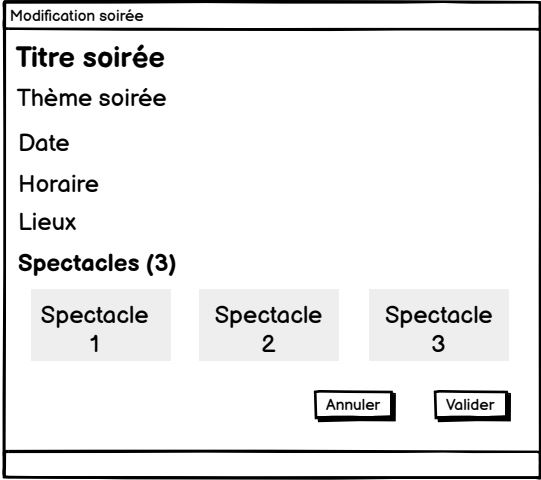 Modification soirée
Titre soirée
Thème soirée
Date
Horaire
Lieux
Spectacles (3)
Spectacle
1
Spectacle
2
Spectacle
3
Annuler
Valider